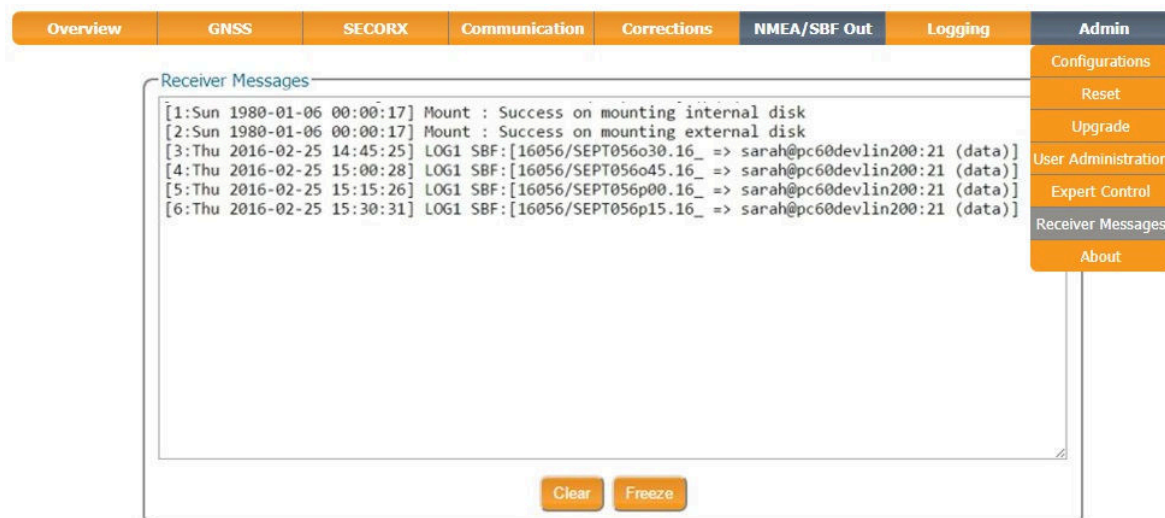 Overview GNSS SECORX Communication Corrections NMEA/SBF Out Logging Admin
Configurations
Reset
Upgrade
User Administration
Expert Control
Receiver Messages
About
Receiver Messages
[1:Sun 1980-01-06 00:00:17] Mount : Success on mounting internal disk
[2:Sun 1980-01-06 00:00:17] Mount : Success on mounting external disk
[3:Thu 2016-02-25 14:45:25] LOG1 SBF:[16056/SEPT056o30.16_ => sarah@pc60devlin200:21 (data)]
[4:Thu 2016-02-25 15:00:28] LOG1 SBF:[16056/SEPT056o45.16_ => sarah@pc60devlin200:21 (data)]
[5:Thu 2016-02-25 15:15:26] LOG1 SBF:[16056/SEPT056p00.16_ => sarah@pc60devlin200:21 (data)]
[6:Thu 2016-02-25 15:30:31] LOG1 SBF:[16056/SEPT056p15.16_ => sarah@pc60devlin200:21 (data)]
Clear Freeze